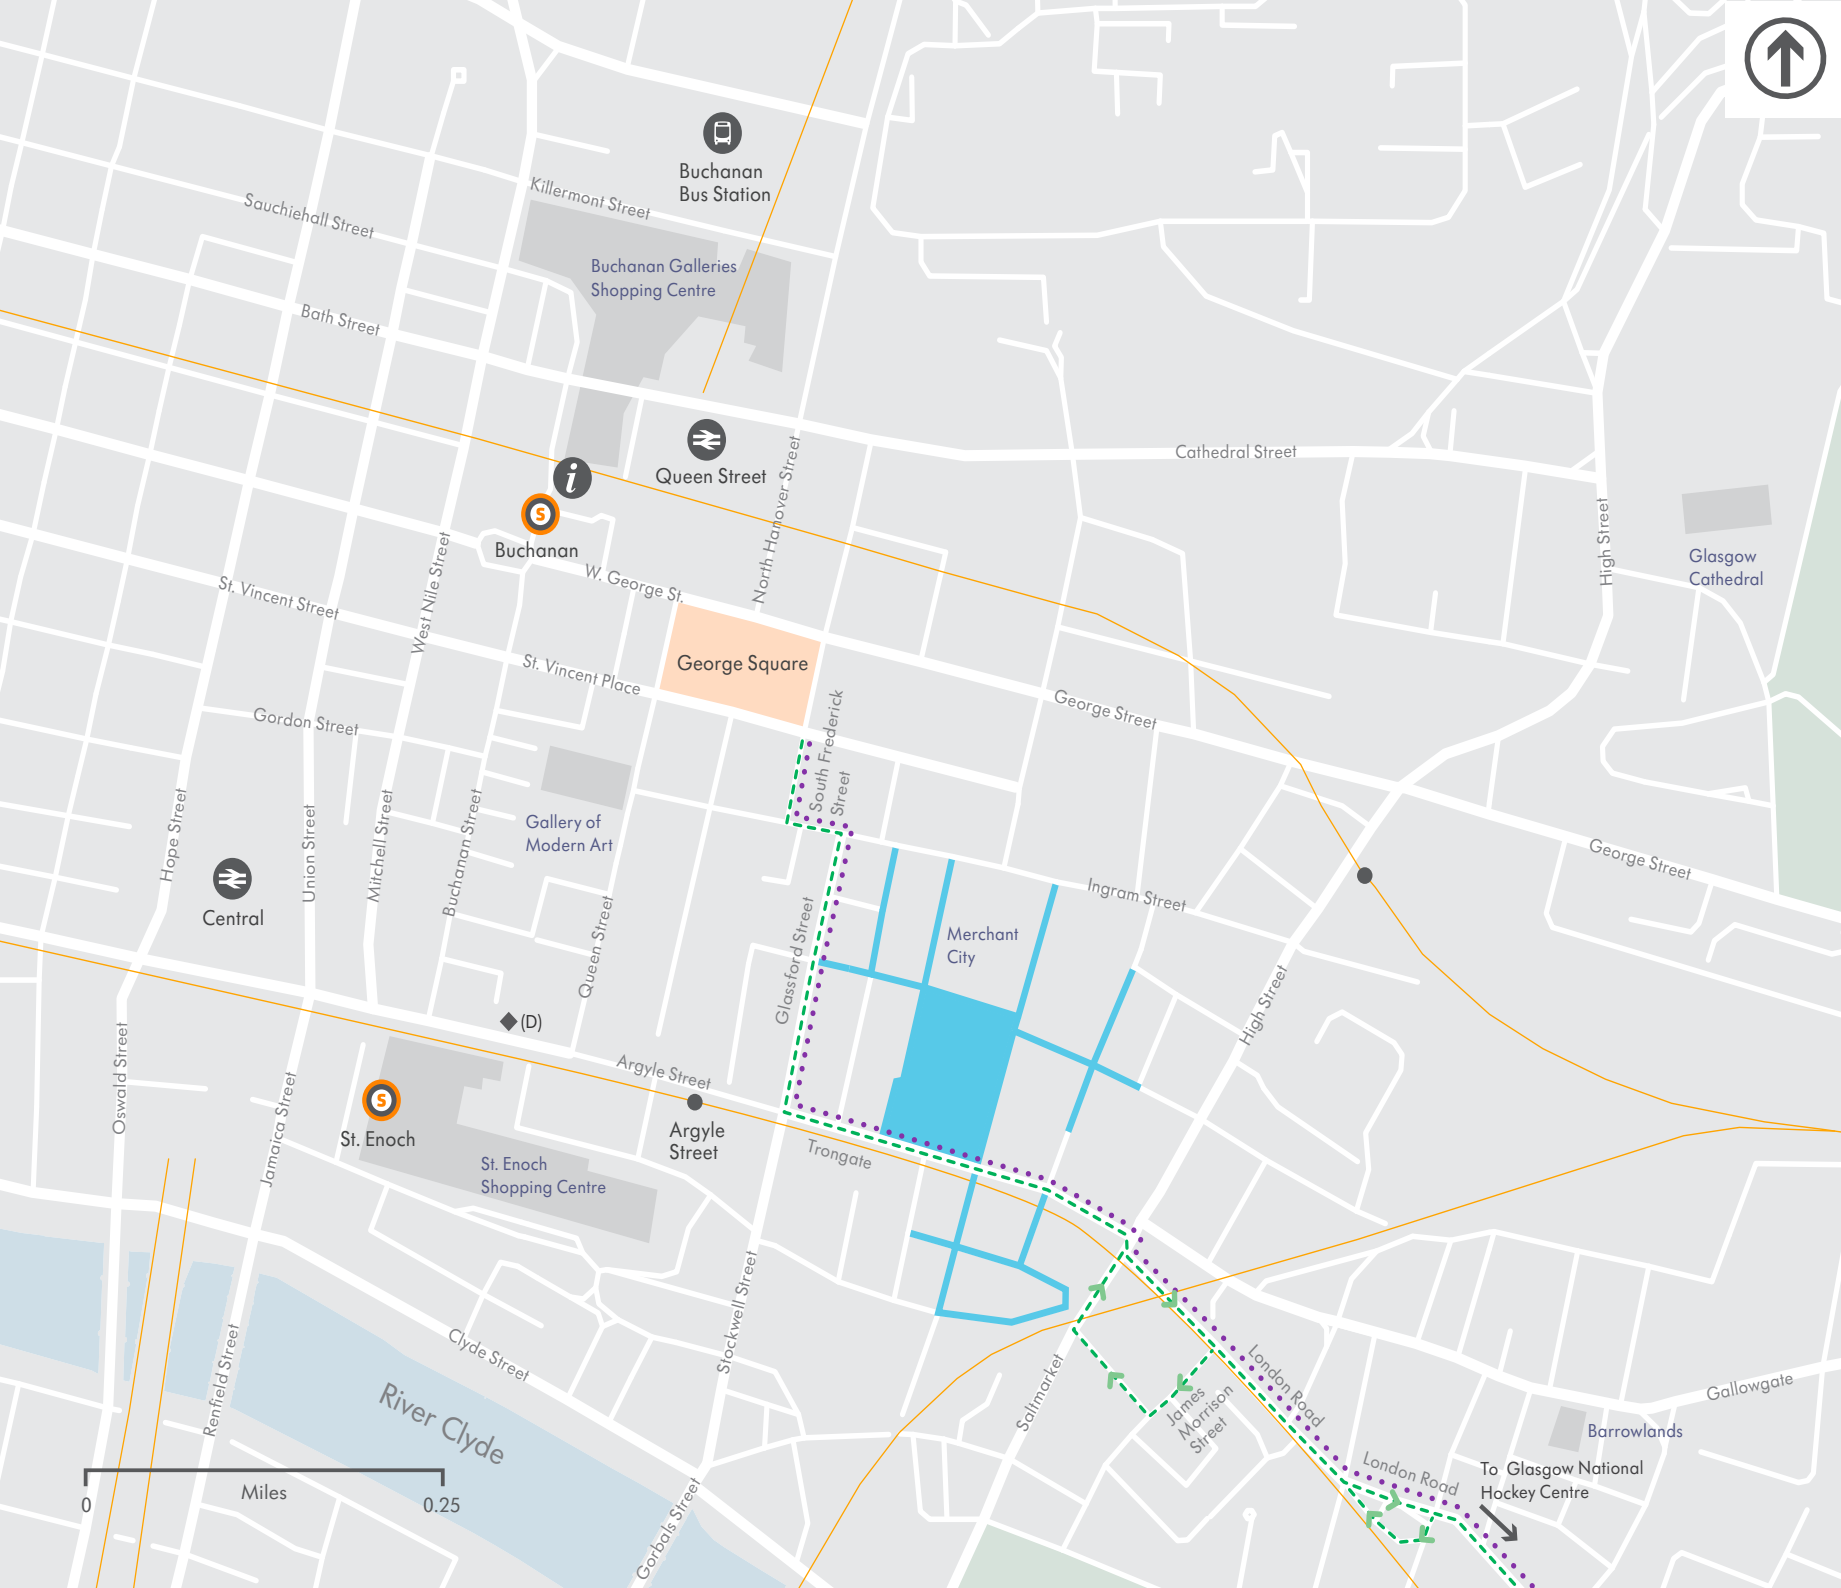 Buchanan
Bus Station
Killermont Street
Sauchiehall Street
Buchanan Galleries
Shopping Centre
Bath Street
Queen Street
North Hanover Street
Cathedral Street
High Street
Glasgow
Cathedral
i
S
Buchanan
W. George St.
West Nile Street
St. Vincent Street
St. Vincent Place
George Square
George Street
South Frederick
Street
Gordon Street
Gallery of
Modern Art
Hope Street
Union Street
Mitchell Street
Buchanan Street
Central
Queen Street
Glassford Street
Ingram Street
Merchant
City
George Street
High Street
(D)
Argyle Street
Argyle
Street
Oswald Street
Jamaica Street
S
St. Enoch
St. Enoch
Shopping Centre
Trongate
Stockwell Street
Clyde Street
Renfield Street
River Clyde
Gorbals Street
Saltmarket
James
Morrison
Street
London Road
London Road
Gallowgate
Barrowlands
To Glasgow National
Hockey Centre
0
Miles
0.25